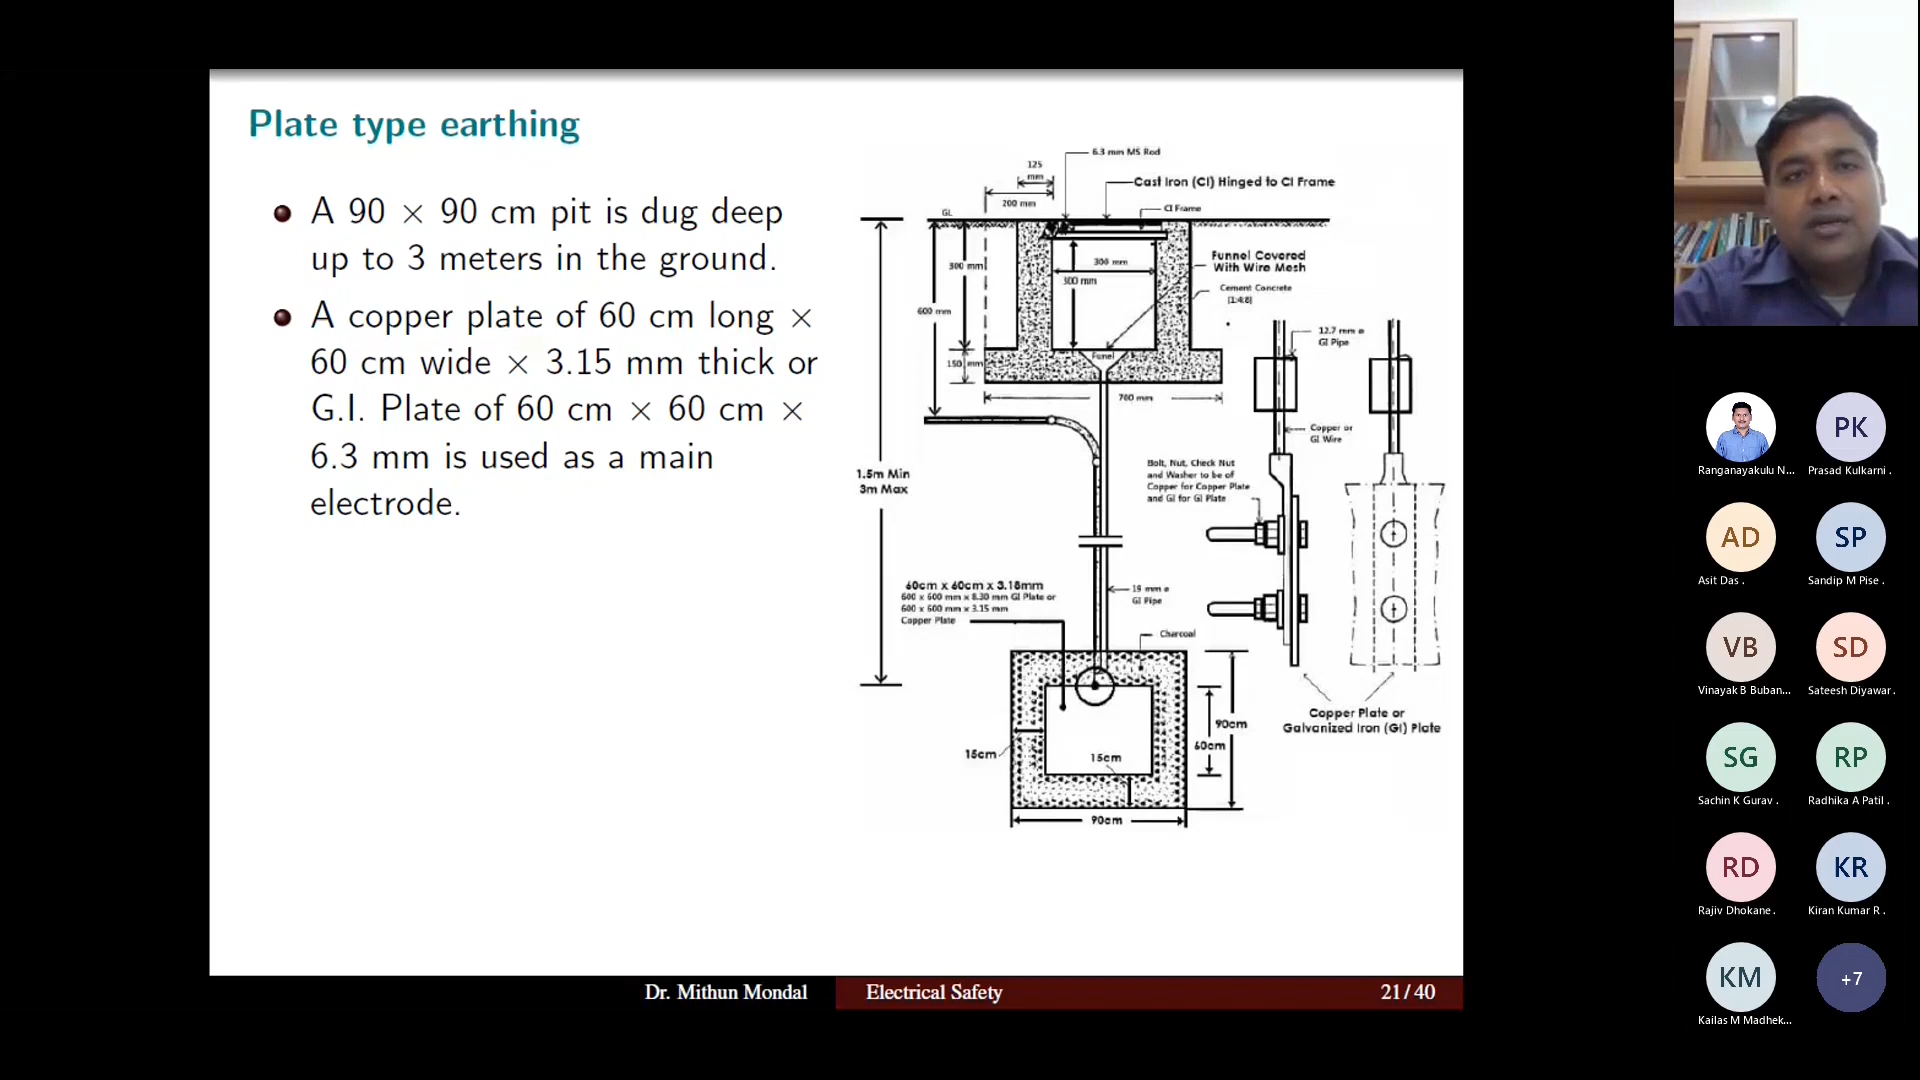 Plate type earthing
A 90 × 90 cm pit is dug deep
up to 3 meters in the ground.
A copper plate of 60 cm long ×
60 cm wide × 3.15 mm thick or
G.I. Plate of 60 cm × 60 cm ×
6.3 mm is used as a main
electrode.
6.3 mm MS Rod
125
mm
Cast Iron (CI) Hinged to CI Frame
200 mm
CI Frame
GL
300 mm
300 mm
300 mm
Funnel Covered
With Wire Mesh
Cement Concrete
(1:4:8)
600 mm
Funel
150 mm
700 mm
12.7 mm ø
GI Pipe
Copper or
GI Wire
Bolt, Nut, Check Nut
and Washer to be of
Copper for Copper Plate
and GI for GI Plate
1.5m Min
3m Max
60cm x 60cm x 3.18mm
600 x 600 mm x 6.30 mm GI Plate or
600 x 600 mm x 3.15 mm
Copper Plate
19 mm ø
GI Pipe
Charcoal
Copper Plate or
Galvanized Iron (GI) Plate
90cm
60cm
15cm
15cm
90cm
Dr. Mithun Mondal
Electrical Safety
21/40
PK
Ranganayakulu N...
Prasad Kulkarni .
AD
SP
Asit Das .
Sandip M Pise .
VB
SD
Vinayak B Buban...
Sateesh Diyawar .
SG
RP
Sachin K Gurav .
Radhika A Patil .
RD
KR
Rajiv Dhokane .
Kiran Kumar R .
KM
+7
Kailas M Madhek...